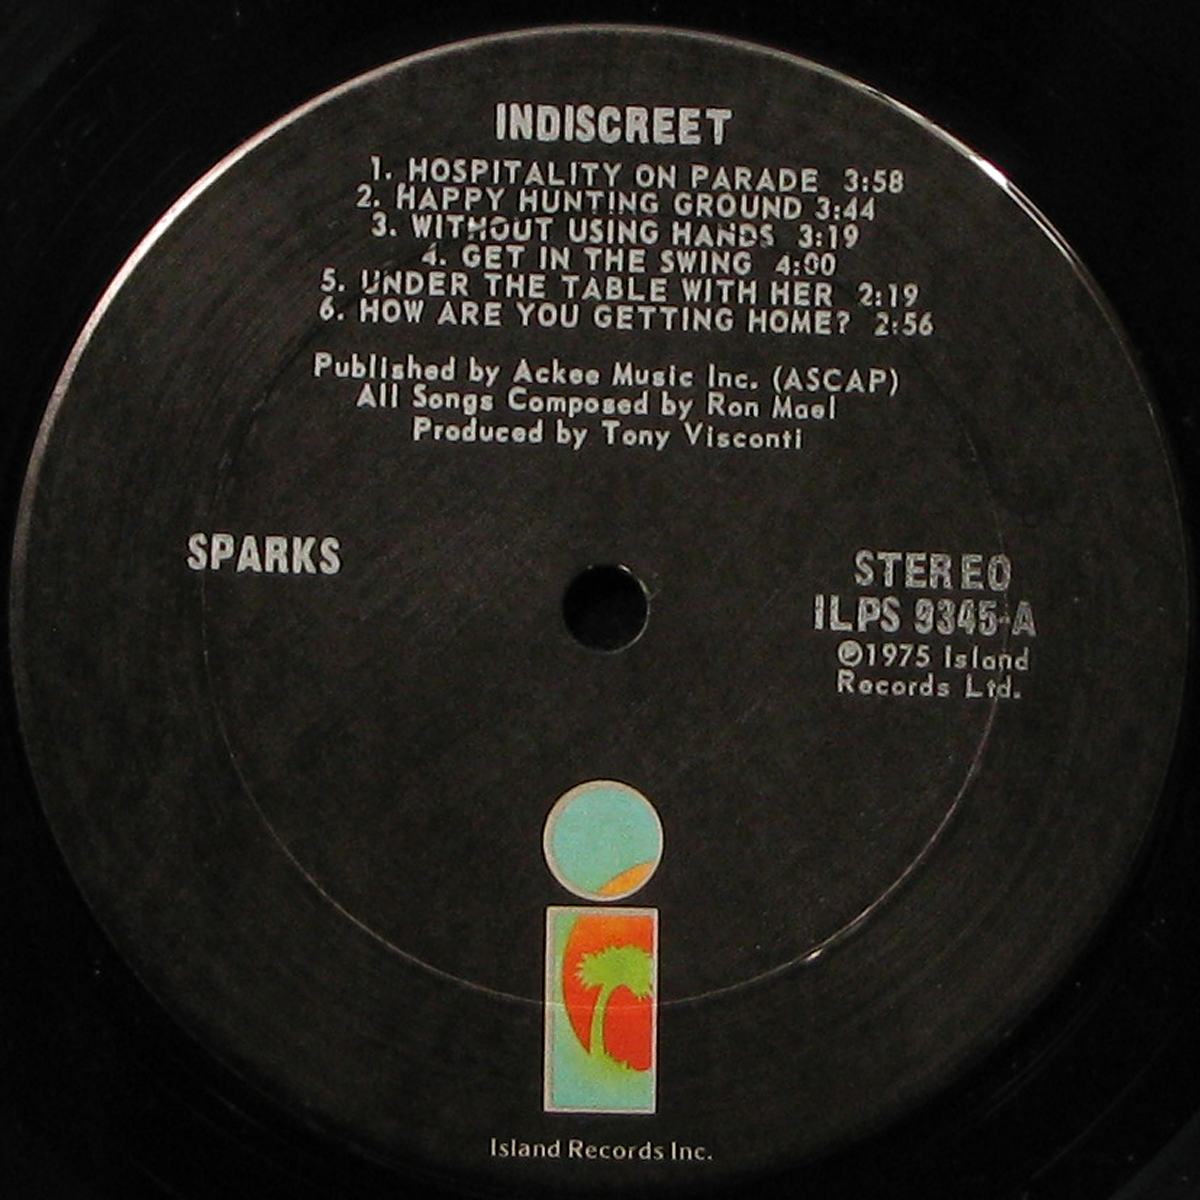 INDISCREET
1. HOSPITALITY ON PARADE 3:58
2. HAPPY HUNTING GROUND 3:44
3. WITHOUT USING HANDS 3:19
4. GET IN THE SWING 4:00
5. UNDER THE TABLE WITH HER 2:19
6. HOW ARE YOU GETTING HOME? 2:56
Published by Ackee Music Inc. (ASCAP)
All Songs Composed by Ron Mael
Produced by Tony Visconti
SPARKS
STEREO
ILPS 9345-A
℗1975 Island
Records Ltd.
i
Island Records Inc.